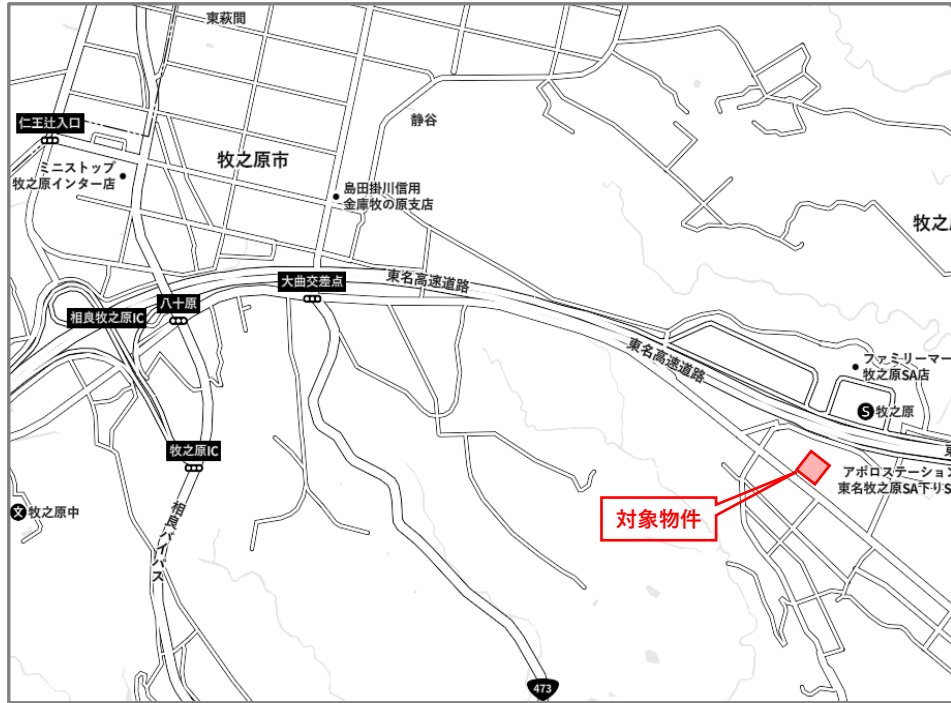 東萩間
仁王辻入口
静谷
牧之原市
ミニストップ
牧之原インター店
島田掛川信用
金庫牧の原支店
牧之原
大曲交差点
東名高速道路
八十原
相良牧之原IC
東名高速道路
ファミリーマー
牧之原SA店
S 牧之原
東
牧之原IC
アポロステーション
東名牧之原SA下りS
対象物件
文 牧之原中
相良バイパス
473